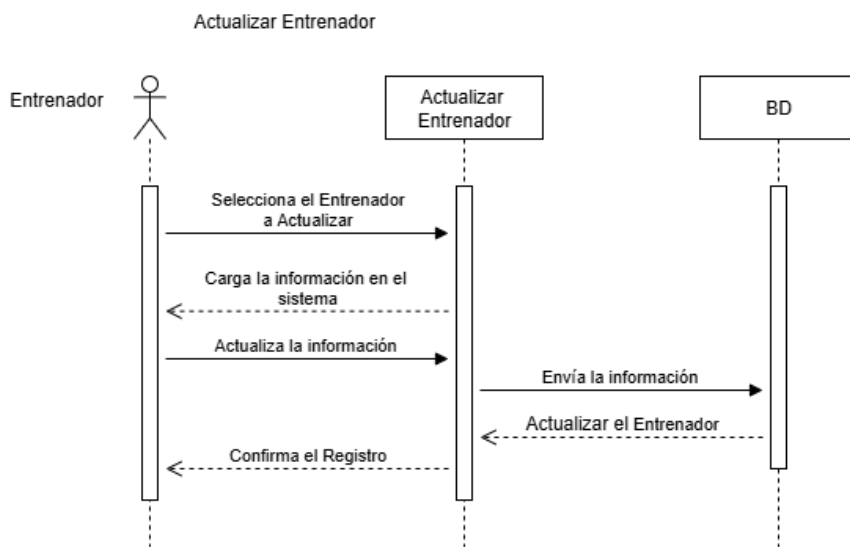 Actualizar Entrenador
Entrenador
Actualizar
Entrenador
BD
Selecciona el Entrenador
a Actualizar
Carga la información en el
sistema
Actualiza la información
Envía la información
Actualizar el Entrenador
Confirma el Registro